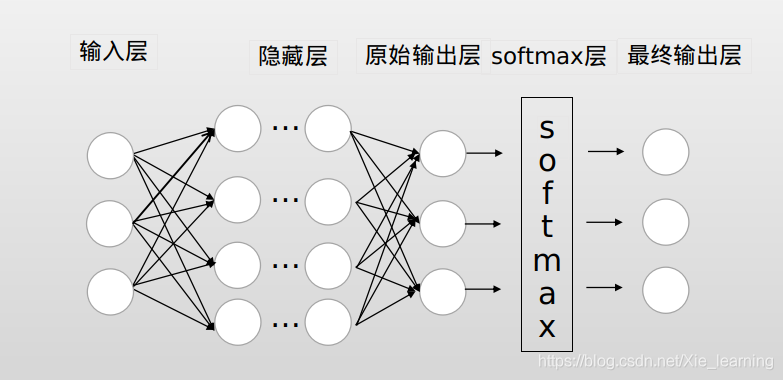 输入层
隐藏层
原始输出层
softmax层
最终输出层
...
...
...
...
s
o
f
t
m
a
x
https://blog.csdn.net/Xie_learning